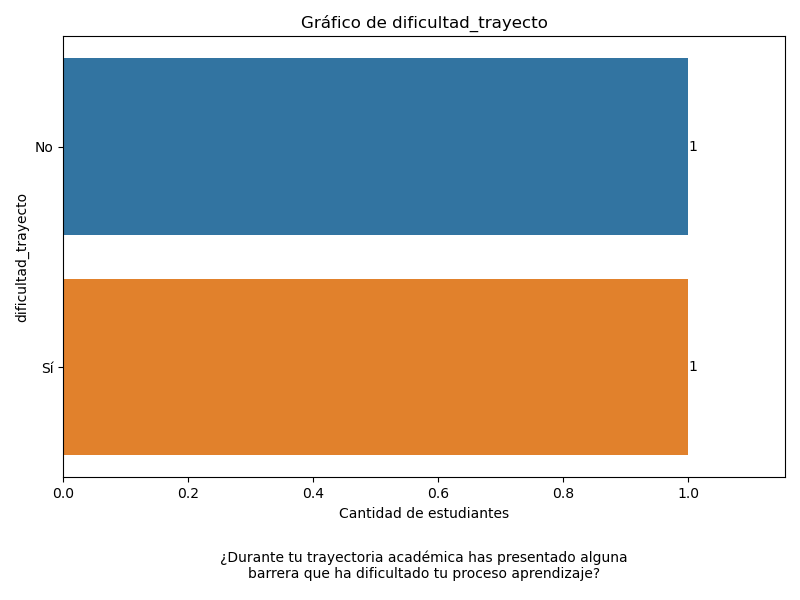 Gráfico de dificultad_trayecto
dificultad_trayecto
No
1
Sí
1
0.0
0.2
0.4
0.6
0.8
1.0
Cantidad de estudiantes
¿Durante tu trayectoria académica has presentado alguna
barrera que ha dificultado tu proceso aprendizaje?